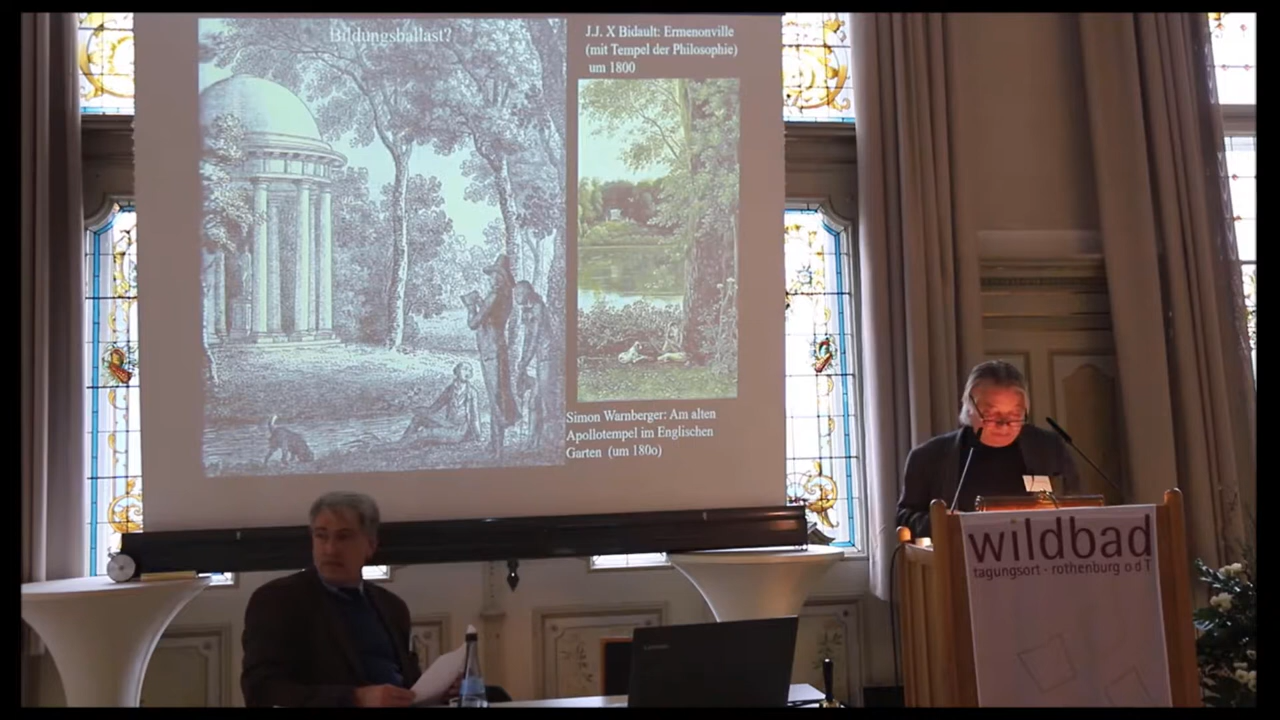 Bildungsballast?
J.J. X Bidault: Ermenonville
(mit Tempel der Philosophie)
um 1800
Simon Warnberger: Am alten
Apollotempel im Englischen
Garten (um 180o)
wildbad
tagungsort - rothenburg o d T